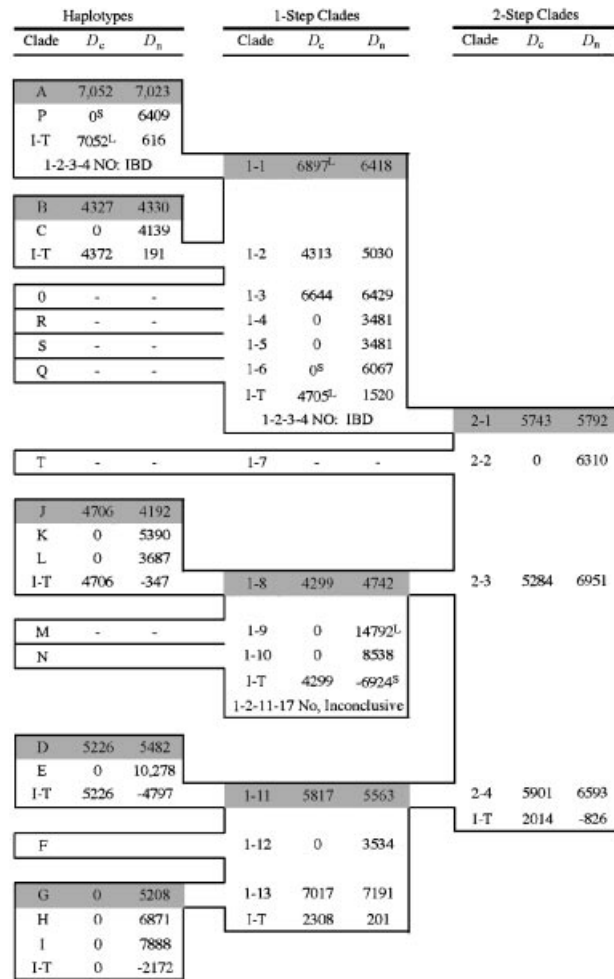 Haplotypes 1-Step Clades 2-Step Clades
Clade Dc Dn Clade Dc Dn Clade Dc Dn
A 7,052 7,023
P 0S 6409
I-T 7052L 616
1-2-3-4 NO: IBD 1-1 6897L 6418
B 4327 4330
C 0 4139
I-T 4372 191 1-2 4313 5030
0 - - 1-3 6644 6429
R - - 1-4 0 3481
S - - 1-5 0 3481
Q - - 1-6 0S 6067
I-T 4705L 1520
1-2-3-4 NO: IBD 2-1 5743 5792
T - - 1-7 - - 2-2 0 6310
J 4706 4192
K 0 5390
L 0 3687
I-T 4706 -347 1-8 4299 4742 2-3 5284 6951
M - - 1-9 0 14792L
N 1-10 0 8538
I-T 4299 -6924S
1-2-11-17 No, Inconclusive
D 5226 5482
E 0 10,278
I-T 5226 -4797 1-11 5817 5563 2-4 5901 6593
I-T 2014 -826
F 1-12 0 3534
G 0 5208 1-13 7017 7191
H 0 6871 I-T 2308 201
I 0 7888
I-T 0 -2172